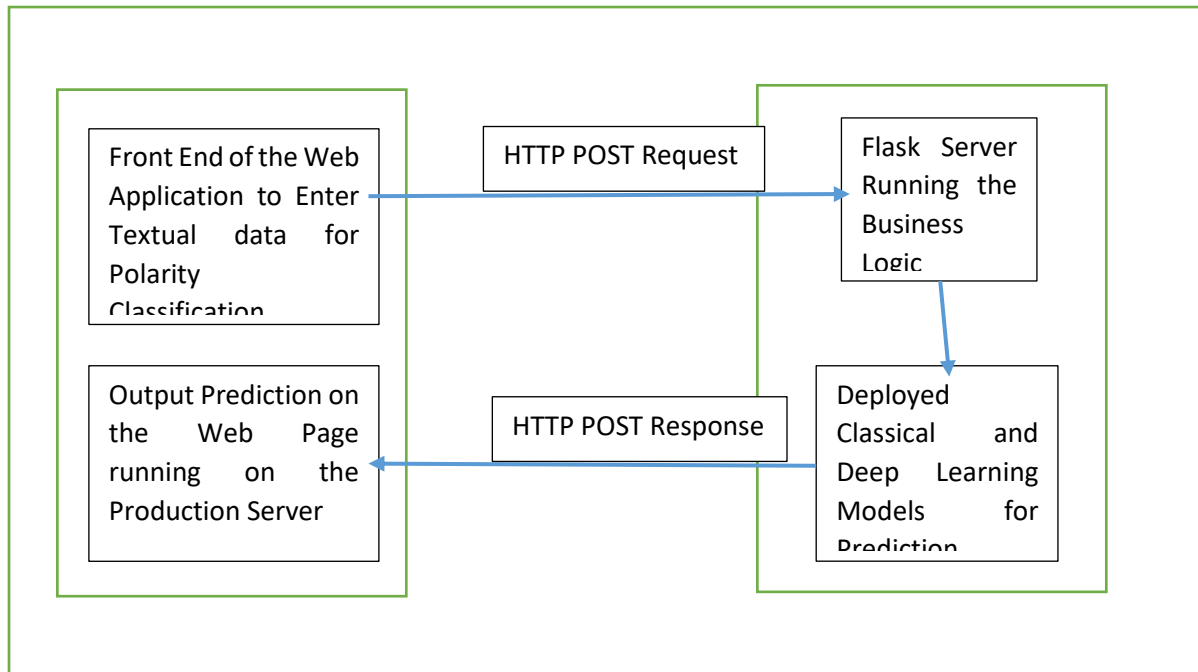 Front End of the Web
Application to Enter
Textual data for
Polarity
Classification
HTTP POST Request
Flask Server
Running the
Business
Logic
Output Prediction on
the Web Page
running on the
Production Server
HTTP POST Response
Deployed
Classical and
Deep Learning
Models for
Prediction